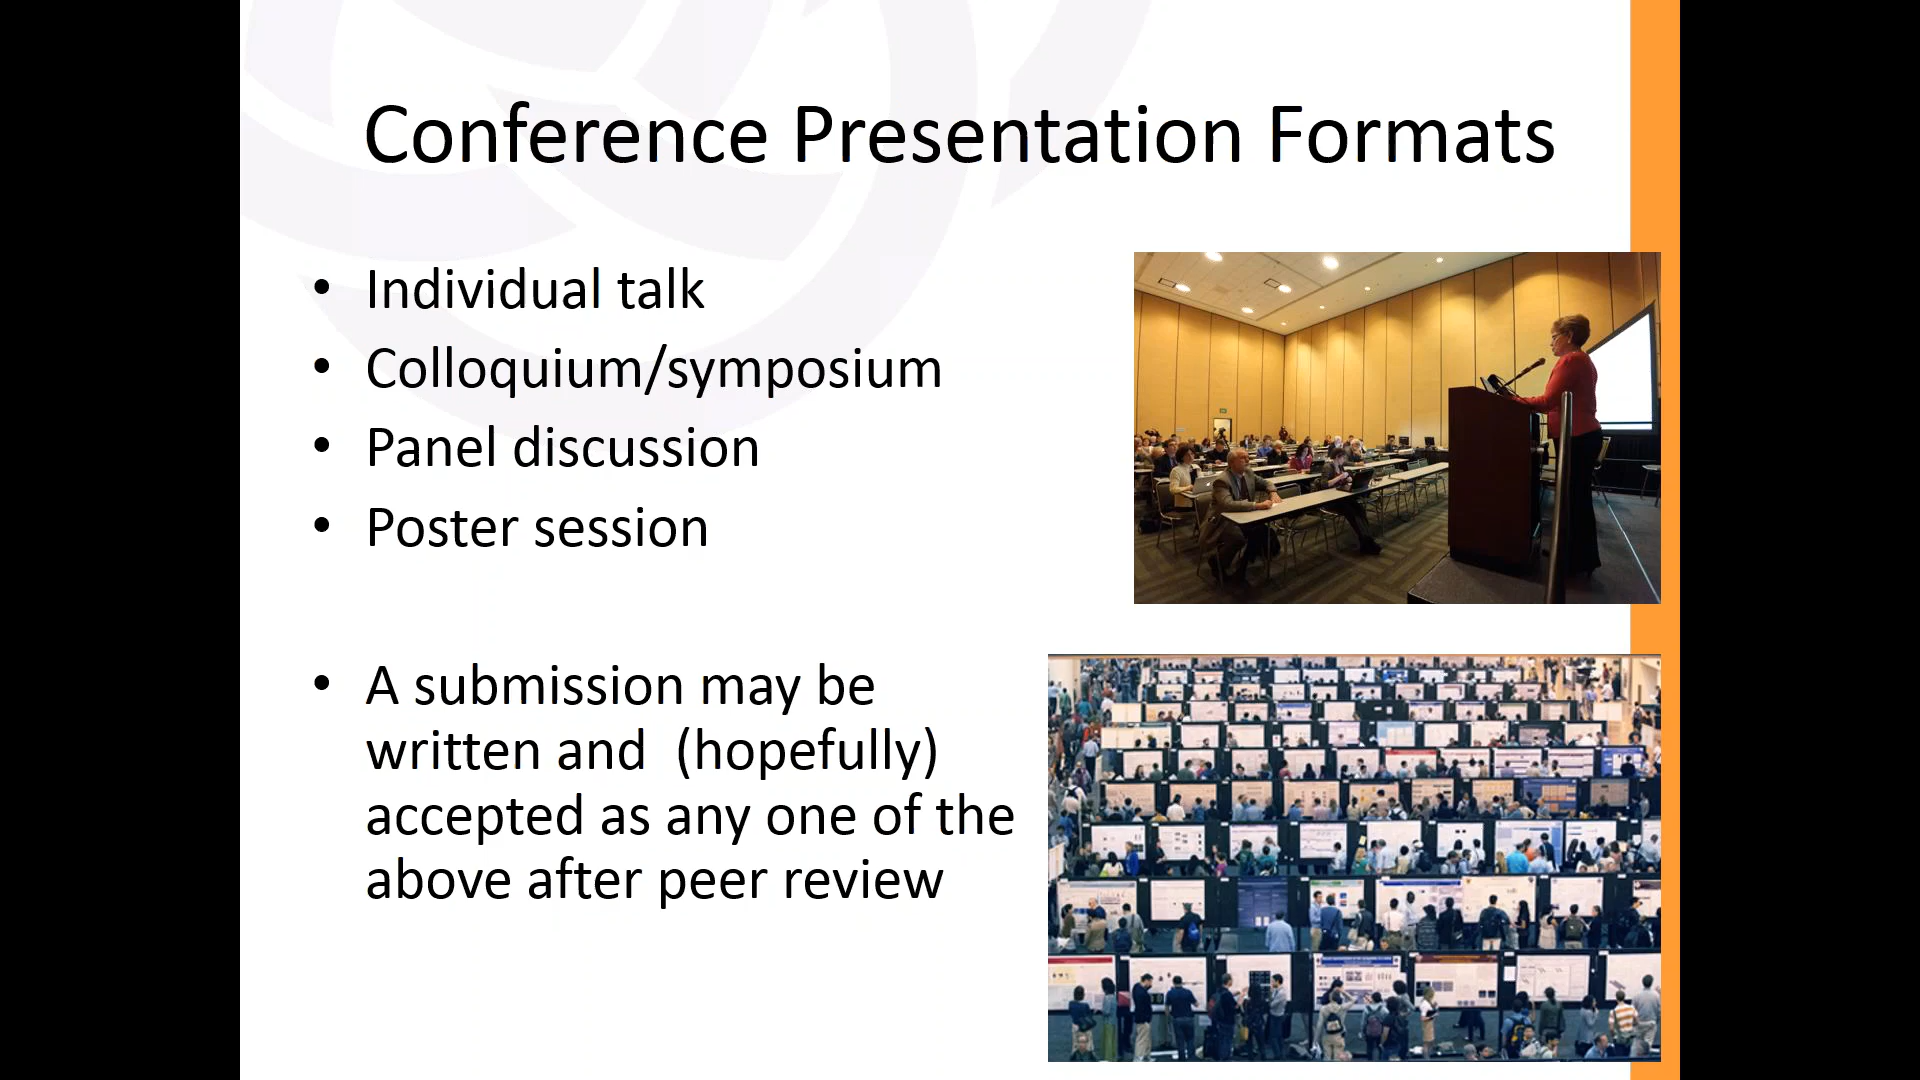 Conference Presentation Formats
• Individual talk
• Colloquium/symposium
• Panel discussion
• Poster session
• A submission may be
written and  (hopefully)
accepted as any one of the
above after peer review